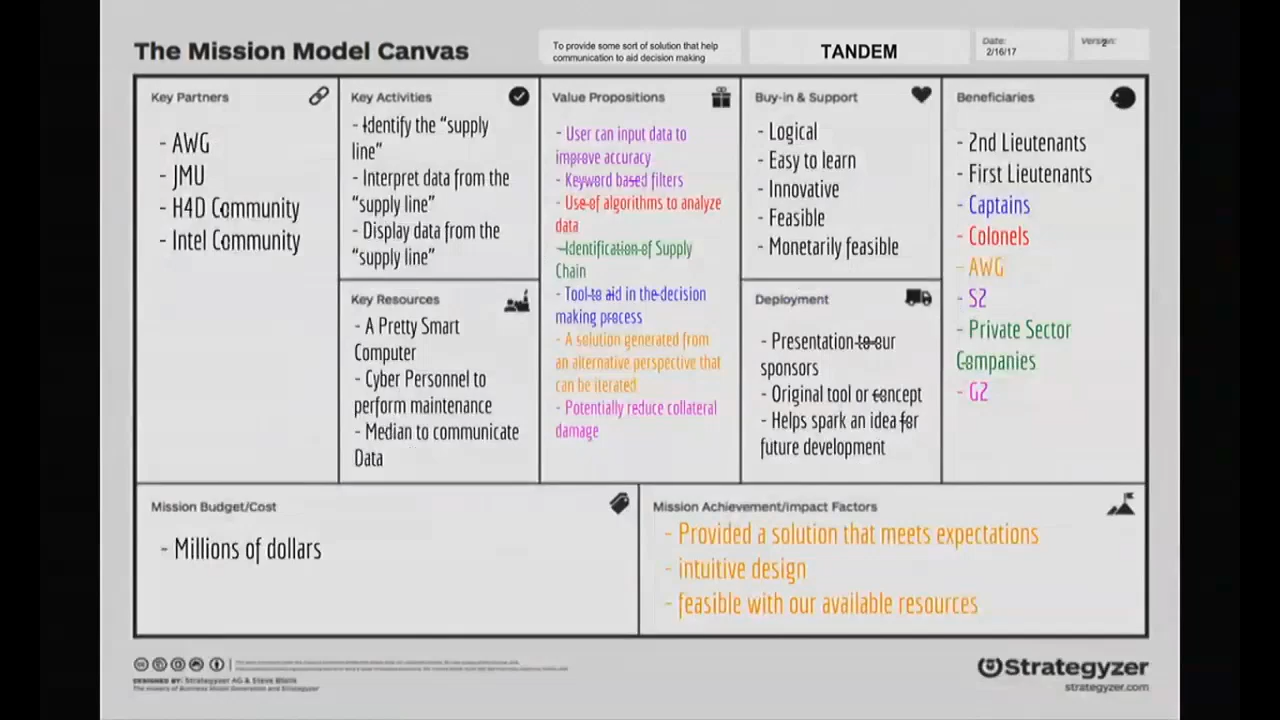 The Mission Model Canvas
To provide some sort of solution that help
communication to aid decision making
TANDEM
Date:
2/16/17
Version:
2
Key Partners
- AWG
- JMU
- H4D Community
- Intel Community
Key Activities
- Identify the “supply
line”
- Interpret data from the
“supply line”
- Display data from the
“supply line”
Key Resources
- A Pretty Smart
Computer
- Cyber Personnel to
perform maintenance
- Median to communicate
Data
Value Propositions
- User can input data to
improve accuracy
- Keyword based filters
- Use of algorithms to analyze
data
- Identification of Supply
Chain
- Tool to aid in the decision
making process
- A solution generated from
an alternative perspective that
can be iterated
- Potentially reduce collateral
damage
Buy-in & Support
- Logical
- Easy to learn
- Innovative
- Feasible
- Monetarily feasible
Deployment
- Presentation to our
sponsors
- Original tool or concept
- Helps spark an idea for
future development
Beneficiaries
- 2nd Lieutenants
- First Lieutenants
- Captains
- Colonels
- AWG
- S2
- Private Sector
Companies
- G2
Mission Budget/Cost
- Millions of dollars
Mission Achievement/Impact Factors
- Provided a solution that meets expectations
- intuitive design
- feasible with our available resources
DESIGNED BY: Strategyzer AG & Steve Blank
The makers of Business Model Generation and Strategyzer
Strategyzer
strategyzer.com